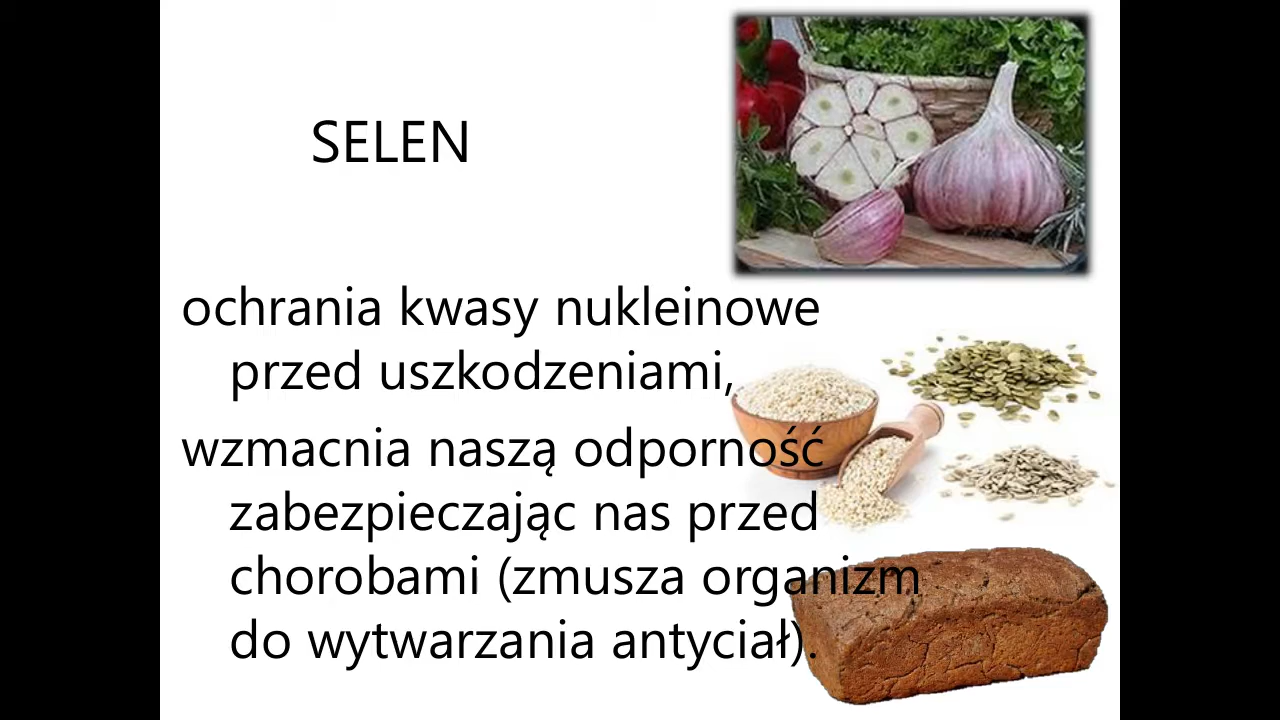 SELEN
ochrania kwasy nukleinowe
przed uszkodzeniami,
wzmacnia naszą odporność
zabezpieczając nas przed
chorobami (zmusza organizm
do wytwarzania antyciał).